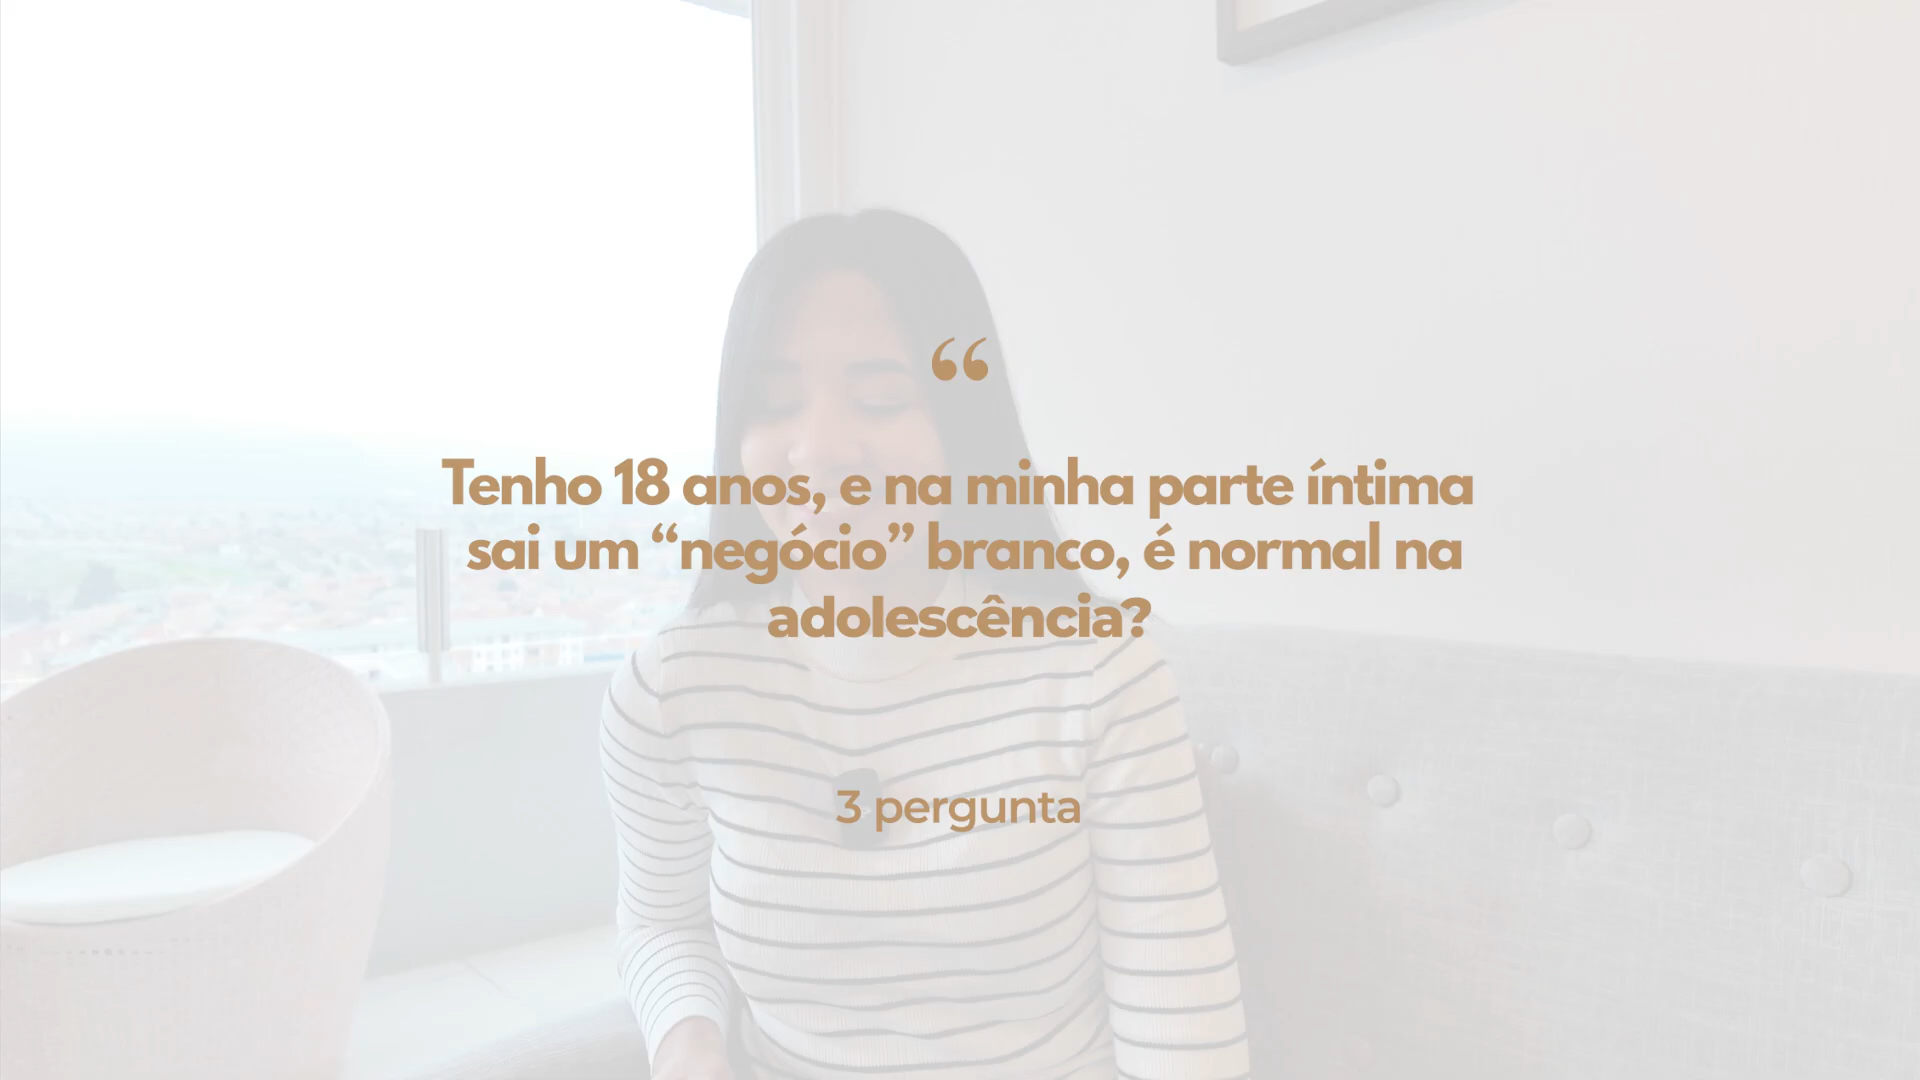 “
Tenho 18 anos, e na minha parte íntima
sai um “negócio” branco, é normal na
adolescência?
3 pergunta